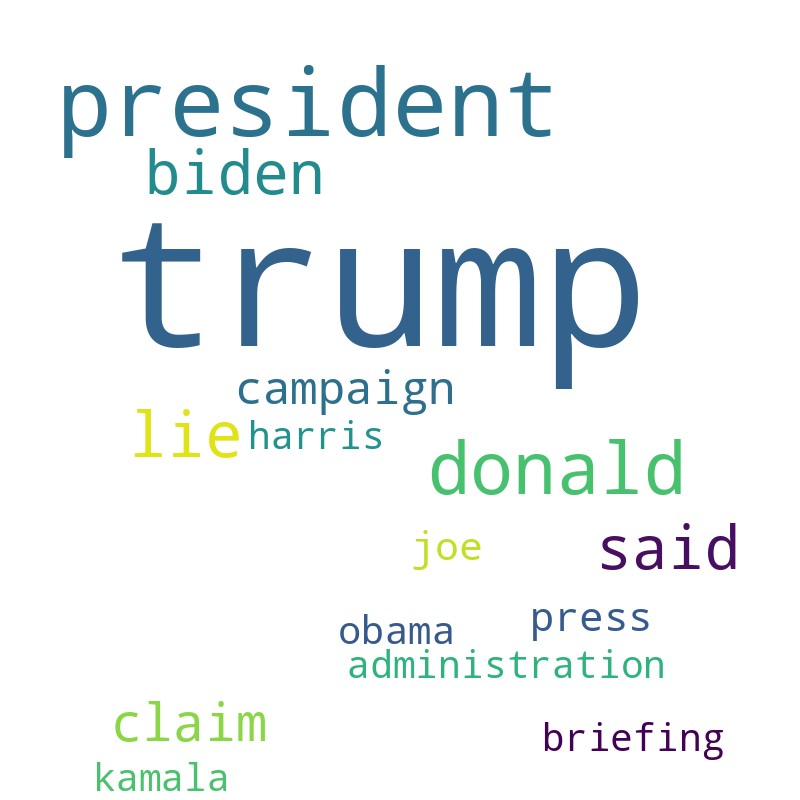 president
biden
trump
campaign
lie
harris
donald
joe
said
obama
press
administration
claim
briefing
kamala